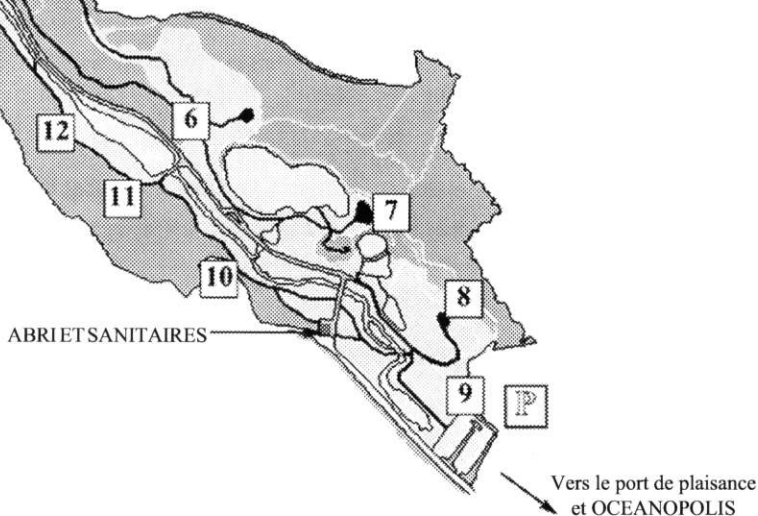 6
12
11
7
10
8
ABRI ET SANITAIRES
9
P
Vers le port de plaisance
et OCEANOPOLIS